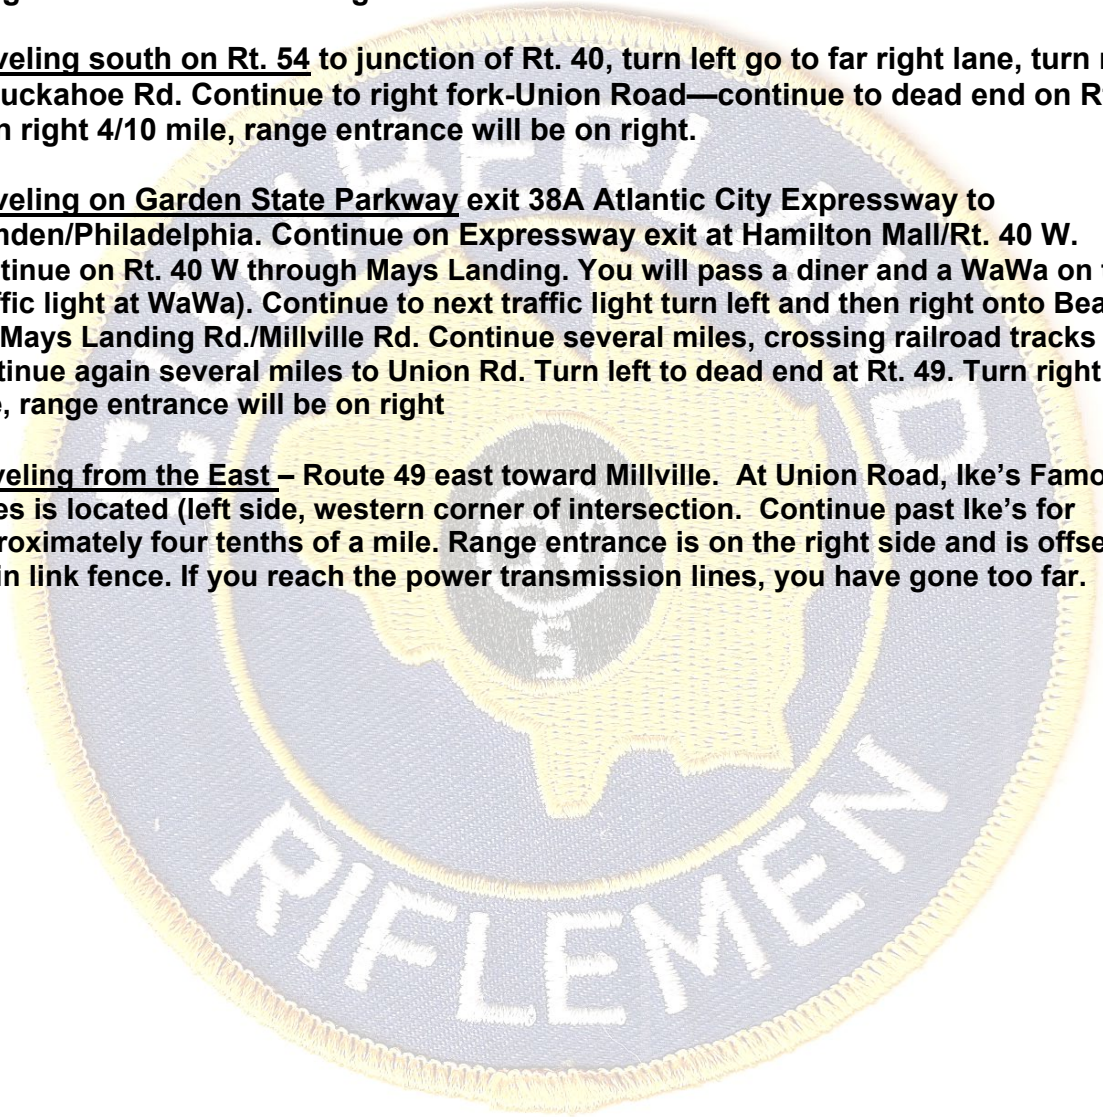 veling south on Rt. 54 to junction of Rt. 40, turn left go to far right lane, turn
uckahoe Rd. Continue to right fork-Union Road—continue to dead end on
right 4/10 mile, range entrance will be on right.
veling on Garden State Parkway exit 38A Atlantic City Expressway to
nden/Philadelphia. Continue on Expressway exit at Hamilton Mall/Rt. 40 W.
tinue on Rt. 40 W through Mays Landing. You will pass a diner and a WaWa on
ffic light at WaWa). Continue to next traffic light turn left and then right onto Bea
Mays Landing Rd./Millville Rd. Continue several miles, crossing railroad tracks
tinue again several miles to Union Rd. Turn left to dead end at Rt. 49. Turn right
e, range entrance will be on right
veling from the East – Route 49 east toward Millville. At Union Road, Ike’s Famo
es is located (left side, western corner of intersection. Continue past Ike’s for
roximately four tenths of a mile. Range entrance is on the right side and is offse
in link fence. If you reach the power transmission lines, you have gone too far.
CUMBERLAND
RIFLEMEN